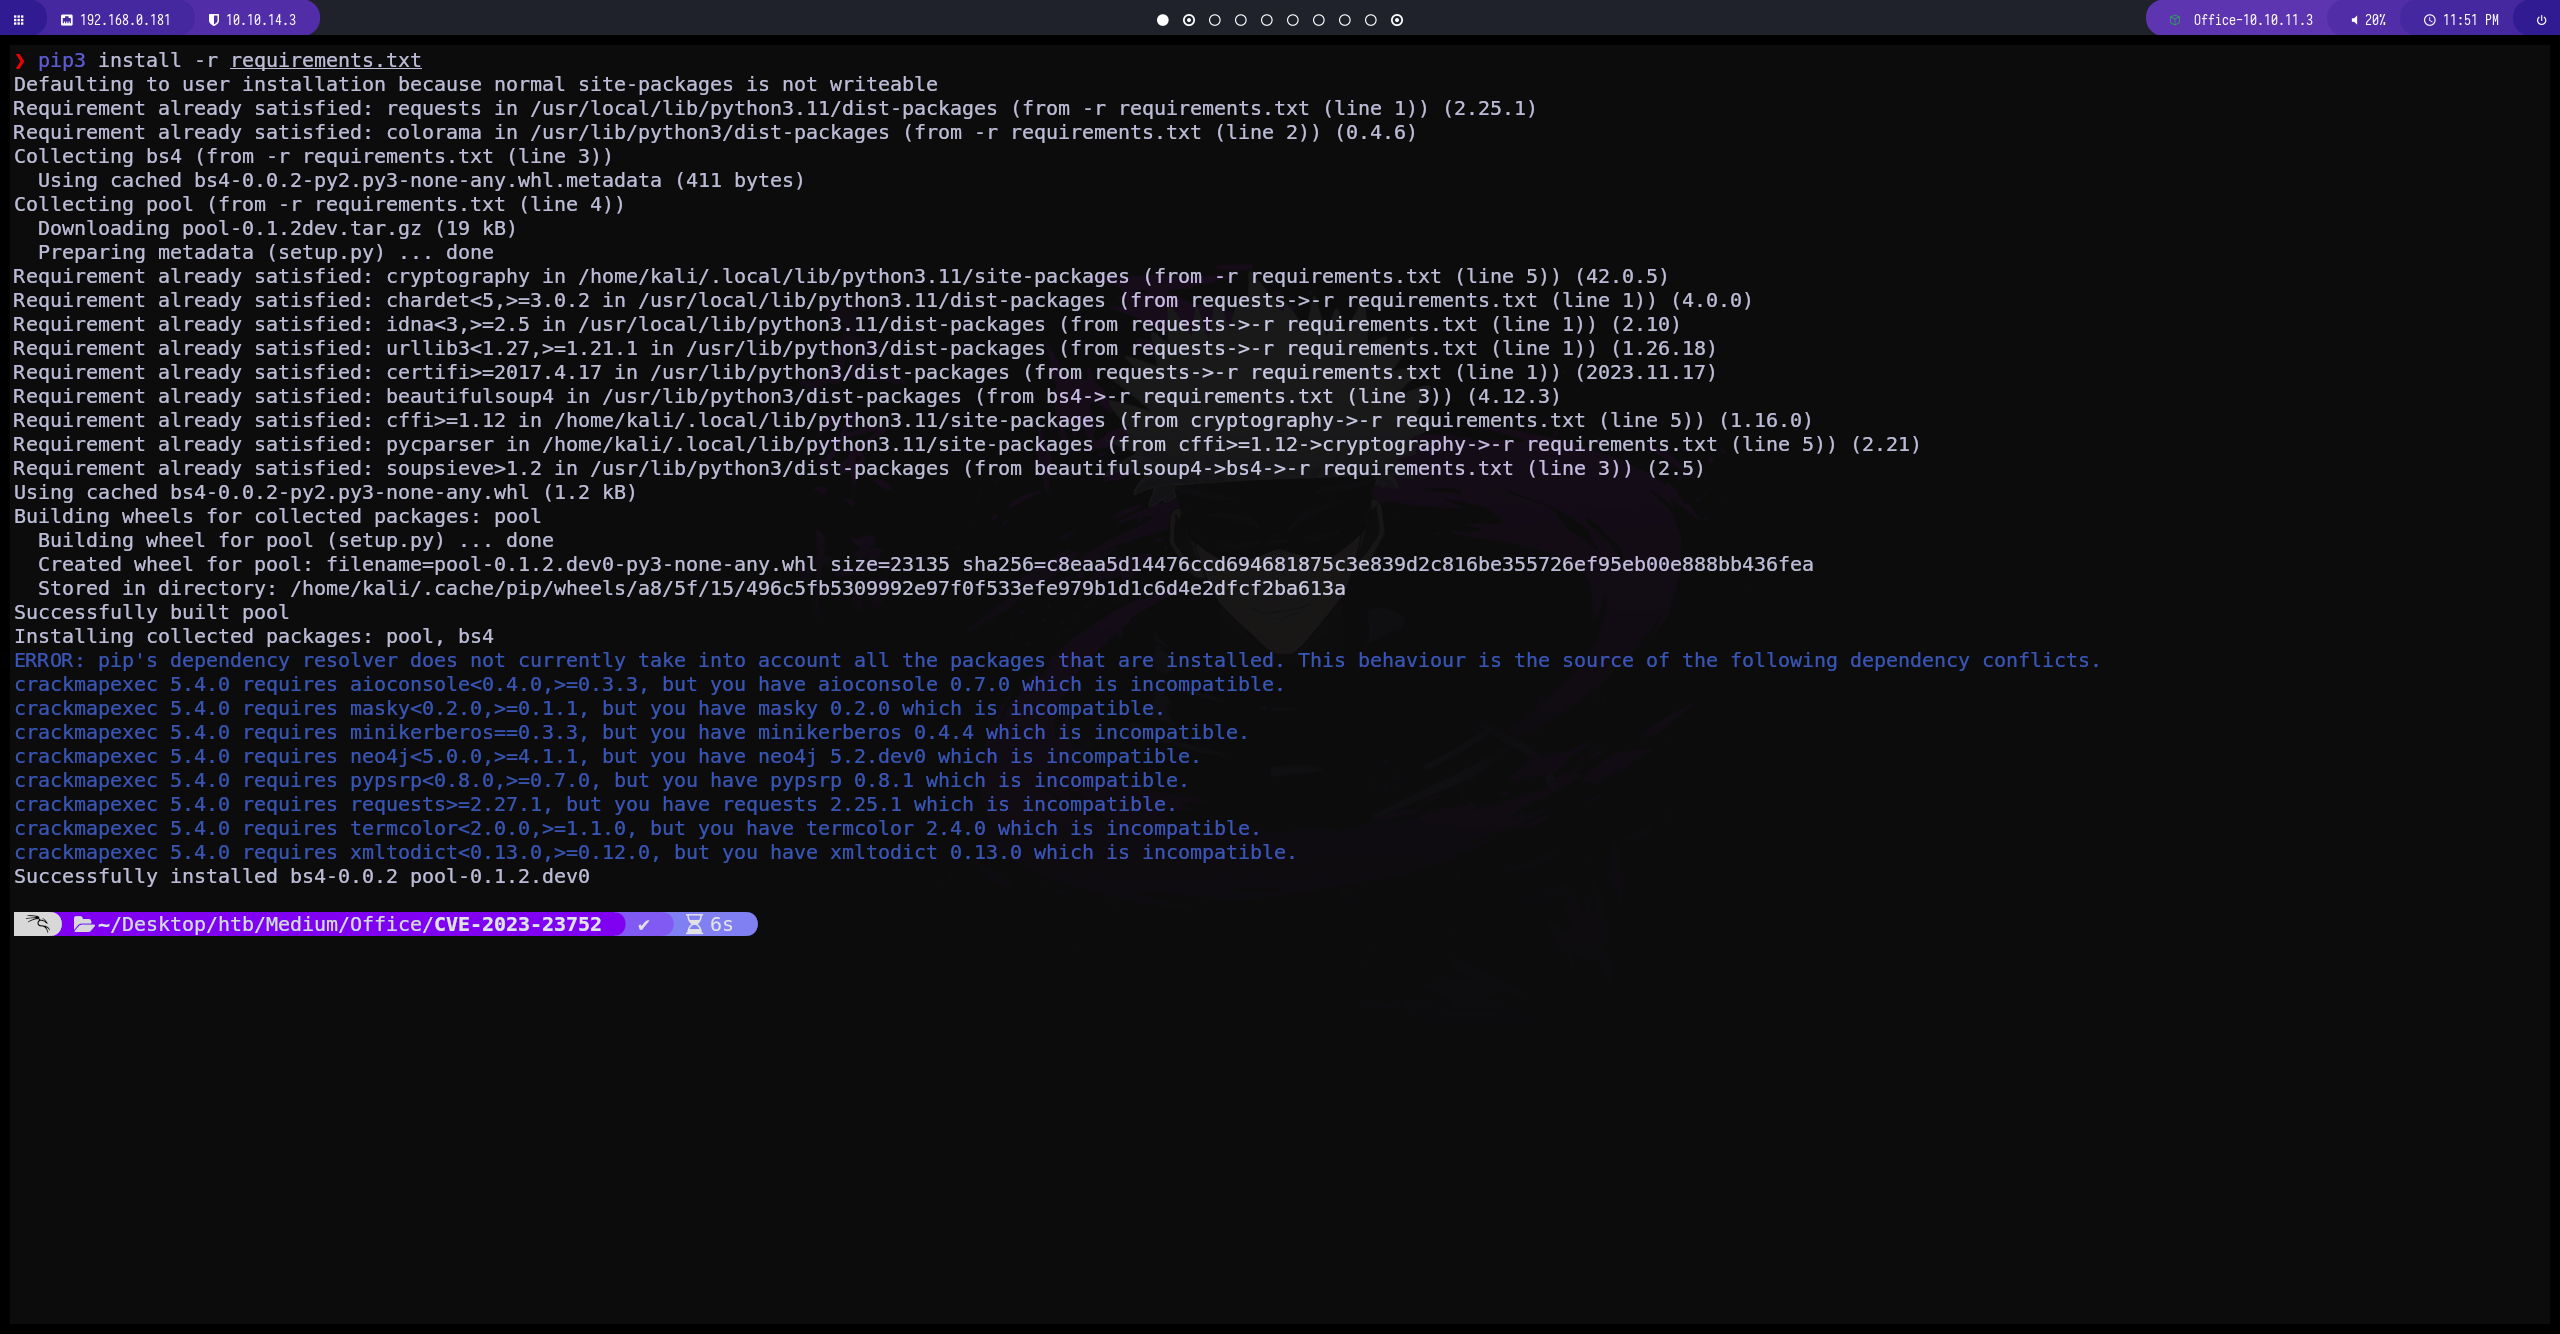 192.168.0.181 10.10.14.3 Office-10.10.11.3 20% 11:51 PM
❯ pip3 install -r requirements.txt
Defaulting to user installation because normal site-packages is not writeable
Requirement already satisfied: requests in /usr/local/lib/python3.11/dist-packages (from -r requirements.txt (line 1)) (2.25.1)
Requirement already satisfied: colorama in /usr/lib/python3/dist-packages (from -r requirements.txt (line 2)) (0.4.6)
Collecting bs4 (from -r requirements.txt (line 3))
  Using cached bs4-0.0.2-py2.py3-none-any.whl.metadata (411 bytes)
Collecting pool (from -r requirements.txt (line 4))
  Downloading pool-0.1.2dev.tar.gz (19 kB)
  Preparing metadata (setup.py) ... done
Requirement already satisfied: cryptography in /home/kali/.local/lib/python3.11/site-packages (from -r requirements.txt (line 5)) (42.0.5)
Requirement already satisfied: chardet<5,>=3.0.2 in /usr/local/lib/python3.11/dist-packages (from requests->-r requirements.txt (line 1)) (4.0.0)
Requirement already satisfied: idna<3,>=2.5 in /usr/local/lib/python3.11/dist-packages (from requests->-r requirements.txt (line 1)) (2.10)
Requirement already satisfied: urllib3<1.27,>=1.21.1 in /usr/lib/python3/dist-packages (from requests->-r requirements.txt (line 1)) (1.26.18)
Requirement already satisfied: certifi>=2017.4.17 in /usr/lib/python3/dist-packages (from requests->-r requirements.txt (line 1)) (2023.11.17)
Requirement already satisfied: beautifulsoup4 in /usr/lib/python3/dist-packages (from bs4->-r requirements.txt (line 3)) (4.12.3)
Requirement already satisfied: cffi>=1.12 in /home/kali/.local/lib/python3.11/site-packages (from cryptography->-r requirements.txt (line 5)) (1.16.0)
Requirement already satisfied: pycparser in /home/kali/.local/lib/python3.11/site-packages (from cffi>=1.12->cryptography->-r requirements.txt (line 5)) (2.21)
Requirement already satisfied: soupsieve>1.2 in /usr/lib/python3/dist-packages (from beautifulsoup4->bs4->-r requirements.txt (line 3)) (2.5)
Using cached bs4-0.0.2-py2.py3-none-any.whl (1.2 kB)
Building wheels for collected packages: pool
  Building wheel for pool (setup.py) ... done
  Created wheel for pool: filename=pool-0.1.2.dev0-py3-none-any.whl size=23135 sha256=c8eaa5d14476ccd694681875c3e839d2c816be355726ef95eb00e888bb436fea
  Stored in directory: /home/kali/.cache/pip/wheels/a8/5f/15/496c5fb5309992e97f0f533efe979b1d1c6d4e2dfcf2ba613a
Successfully built pool
Installing collected packages: pool, bs4
ERROR: pip's dependency resolver does not currently take into account all the packages that are installed. This behaviour is the source of the following dependency conflicts.
crackmapexec 5.4.0 requires aioconsole<0.4.0,>=0.3.3, but you have aioconsole 0.7.0 which is incompatible.
crackmapexec 5.4.0 requires masky<0.2.0,>=0.1.1, but you have masky 0.2.0 which is incompatible.
crackmapexec 5.4.0 requires minikerberos==0.3.3, but you have minikerberos 0.4.4 which is incompatible.
crackmapexec 5.4.0 requires neo4j<5.0.0,>=4.1.1, but you have neo4j 5.2.dev0 which is incompatible.
crackmapexec 5.4.0 requires pypsrp<0.8.0,>=0.7.0, but you have pypsrp 0.8.1 which is incompatible.
crackmapexec 5.4.0 requires requests>=2.27.1, but you have requests 2.25.1 which is incompatible.
crackmapexec 5.4.0 requires termcolor<2.0.0,>=1.1.0, but you have termcolor 2.4.0 which is incompatible.
crackmapexec 5.4.0 requires xmltodict<0.13.0,>=0.12.0, but you have xmltodict 0.13.0 which is incompatible.
Successfully installed bs4-0.0.2 pool-0.1.2.dev0
~/Desktop/htb/Medium/Office/CVE-2023-23752 ✔ 6s